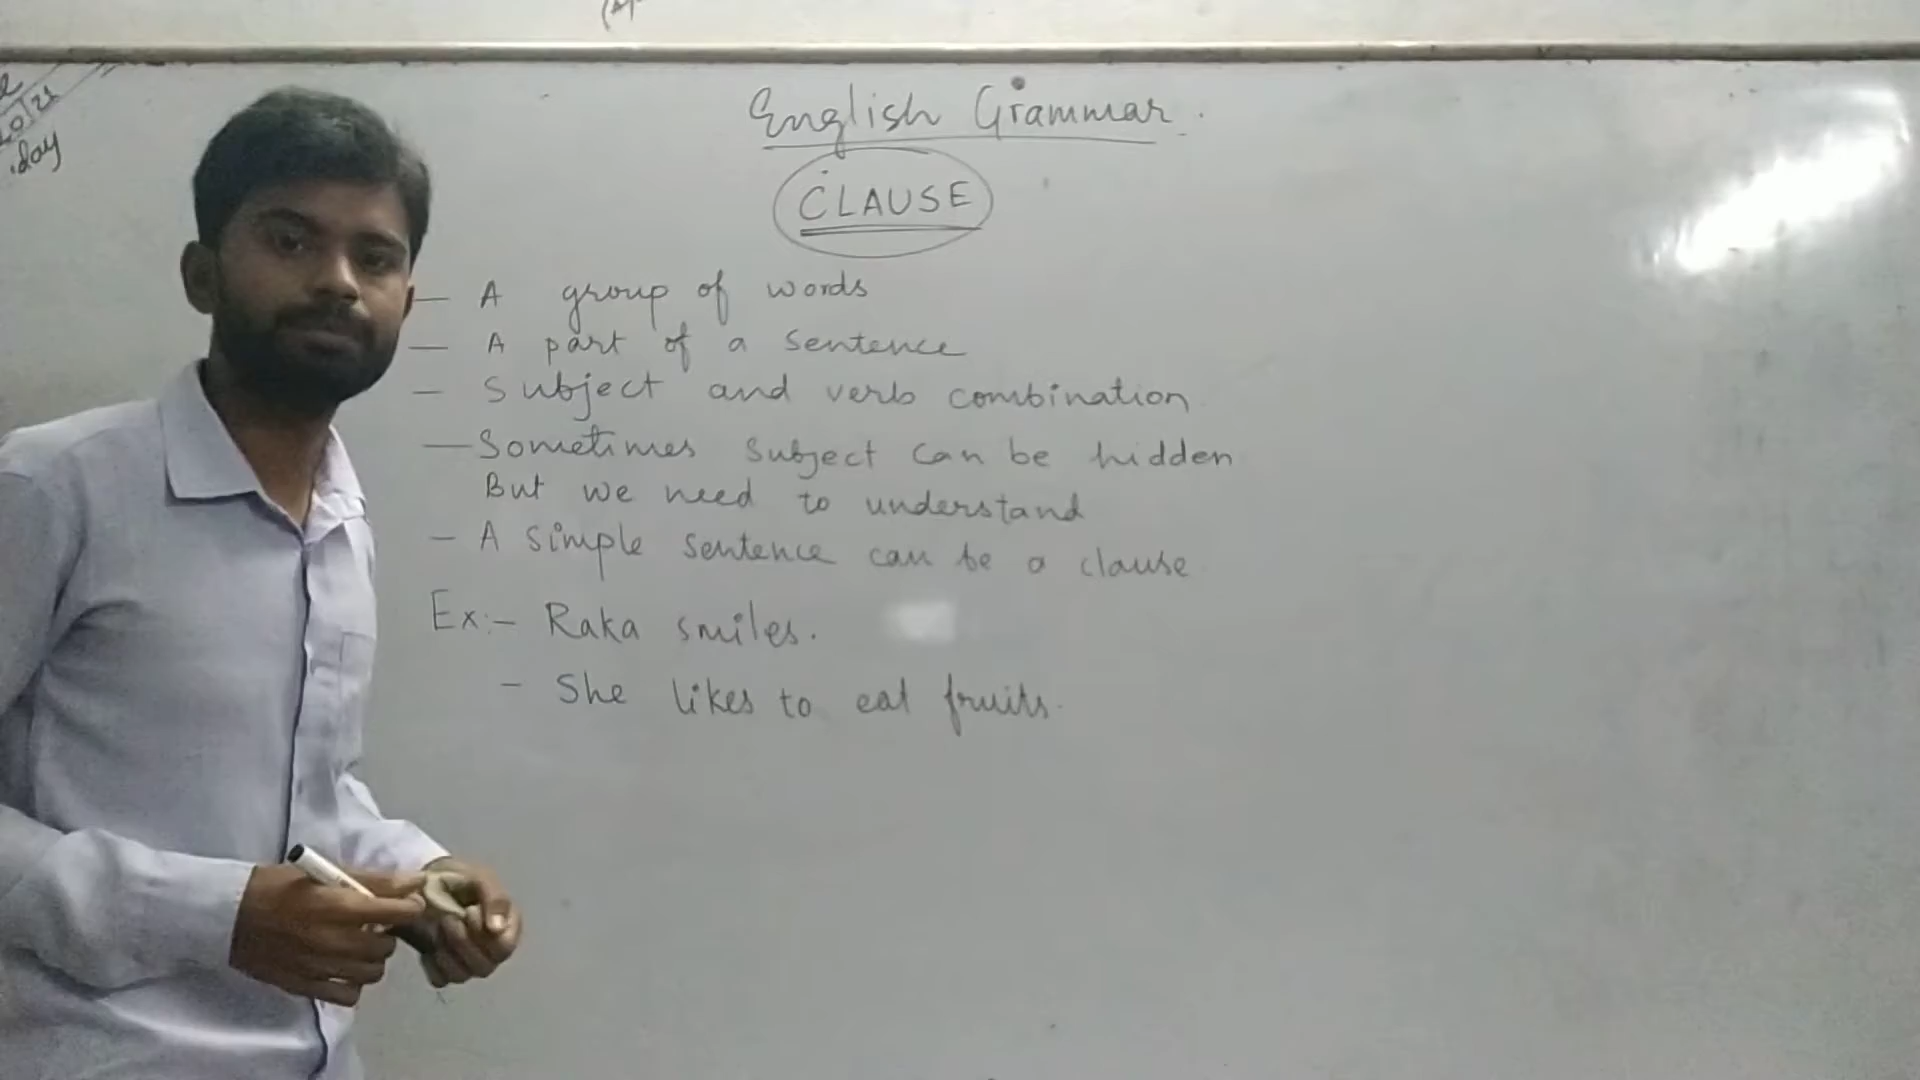 day
English Grammar.
CLAUSE
— A group of words
— A part of a sentence
— Subject and verb combination
— Sometimes subject can be hidden
But we need to understand
— A simple sentence can be a clause
Ex:- Raka smiles.
- She likes to eat fruits.